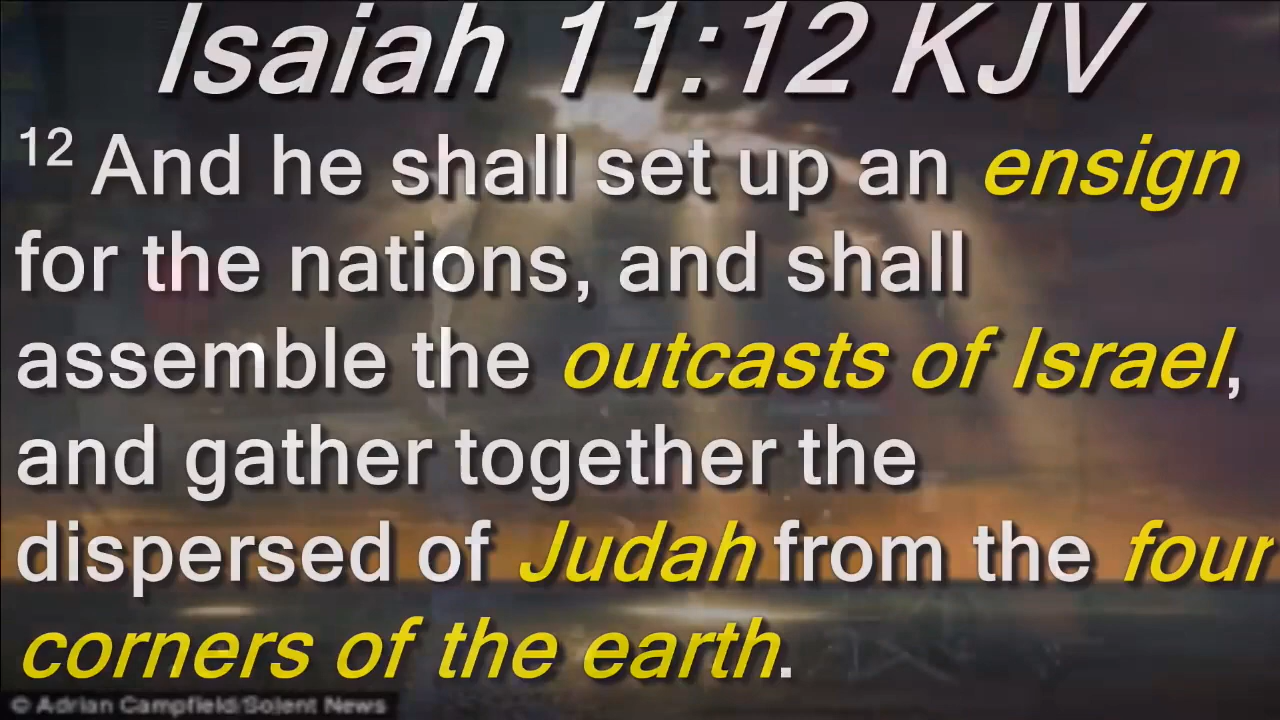 Isaiah 11:12 KJV
12 And he shall set up an ensign
for the nations, and shall
assemble the outcasts of Israel,
and gather together the
dispersed of Judah from the four
corners of the earth.
© Adrian Campfield/Solent News